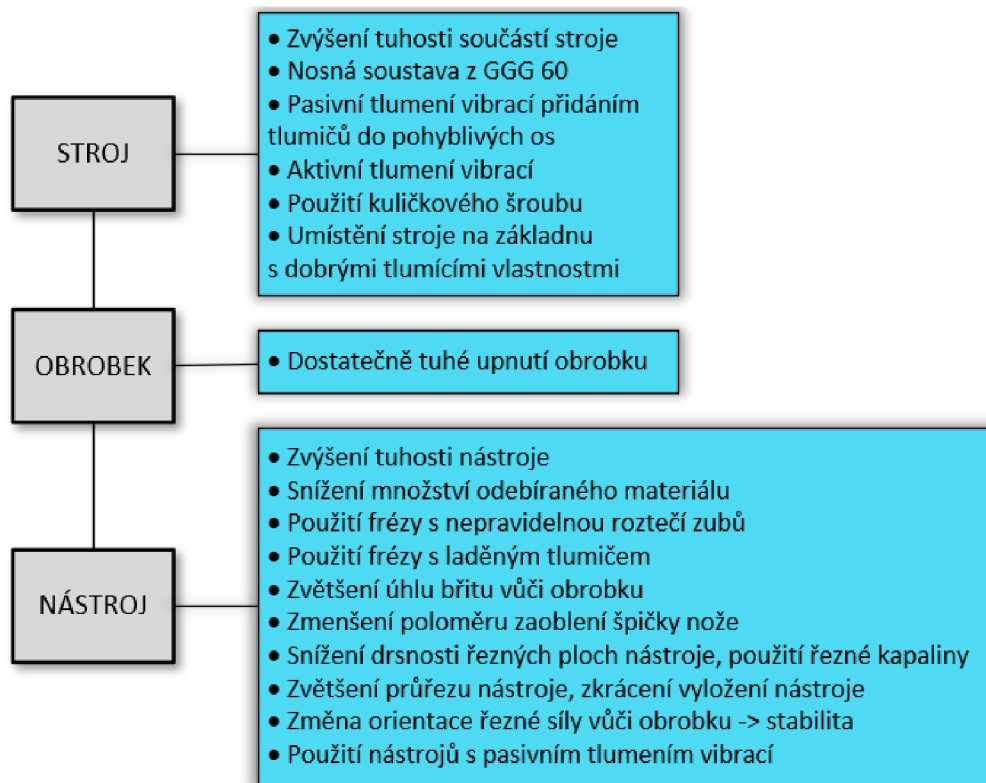 STROJ
• Zvýšení tuhosti součástí stroje
• Nosná soustava z GGG 60
• Pasivní tlumení vibrací přidáním
tlumičů do pohyblivých os
• Aktivní tlumení vibrací
• Použití kuličkového šroubu
• Umístění stroje na základnu
s dobrými tlumícími vlastnostmi
OBROBEK
• Dostatečně tuhé upnutí obrobku
NÁSTROJ
• Zvýšení tuhosti nástroje
• Snížení množství odebíraného materiálu
• Použití frézy s nepravidelnou roztečí zubů
• Použití frézy s laděným tlumičem
• Zvětšení úhlu břitu vůči obrobku
• Zmenšení poloměru zaoblení špičky nože
• Snížení drsnosti řezných ploch nástroje, použití řezné kapaliny
• Zvětšení průřezu nástroje, zkrácení vyložení nástroje
• Změna orientace řezné síly vůči obrobku -> stabilita
• Použití nástrojů s pasivním tlumením vibrací